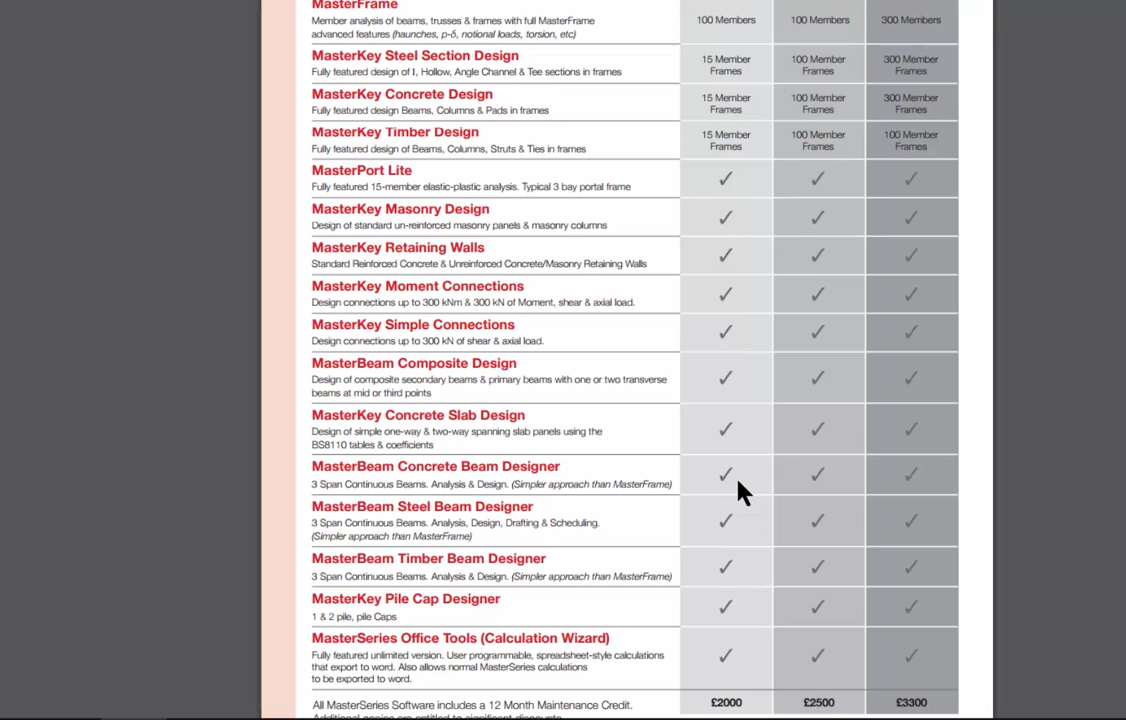 MasterFrame
Member analysis of beams, trusses & frames with full MasterFrame
advanced features (haunches, p-δ, notional loads, torsion, etc)
100 Members 100 Members 300 Members
MasterKey Steel Section Design
Fully featured design of I, Hollow, Angle Channel & Tee sections in frames
15 Member 100 Member 300 Member
Frames Frames Frames
MasterKey Concrete Design
Fully featured design Beams, Columns & Pads in frames
15 Member 100 Member 300 Member
Frames Frames Frames
MasterKey Timber Design
Fully featured design of Beams, Columns, Struts & Ties in frames
15 Member 100 Member 100 Member
Frames Frames Frames
MasterPort Lite
Fully featured 15-member elastic-plastic analysis. Typical 3 bay portal frame
✓ ✓ ✓
MasterKey Masonry Design
Design of standard un-reinforced masonry panels & masonry columns
✓ ✓ ✓
MasterKey Retaining Walls
Standard Reinforced Concrete & Unreinforced Concrete/Masonry Retaining Walls
✓ ✓ ✓
MasterKey Moment Connections
Design connections up to 300 kNm & 300 kN of Moment, shear & axial load.
✓ ✓ ✓
MasterKey Simple Connections
Design connections up to 300 kN of shear & axial load.
✓ ✓ ✓
MasterBeam Composite Design
Design of composite secondary beams & primary beams with one or two transverse
beams at mid or third points
✓ ✓ ✓
MasterKey Concrete Slab Design
Design of simple one-way & two-way spanning slab panels using the
BS8110 tables & coefficients
✓ ✓ ✓
MasterBeam Concrete Beam Designer
3 Span Continuous Beams. Analysis & Design. (Simpler approach than MasterFrame)
✓ ✓ ✓
MasterBeam Steel Beam Designer
3 Span Continuous Beams. Analysis, Design, Drafting & Scheduling.
(Simpler approach than MasterFrame)
✓ ✓ ✓
MasterBeam Timber Beam Designer
3 Span Continuous Beams. Analysis & Design. (Simpler approach than MasterFrame)
✓ ✓ ✓
MasterKey Pile Cap Designer
1 & 2 pile, pile Caps
✓ ✓ ✓
MasterSeries Office Tools (Calculation Wizard)
Fully featured unlimited version. User programmable, spreadsheet-style calculations
that export to word. Also allows normal MasterSeries calculations
to be exported to word.
✓ ✓ ✓
All MasterSeries Software includes a 12 Month Maintenance Credit.
£2000 £2500 £3300
Additional copies are entitled to significant discounts